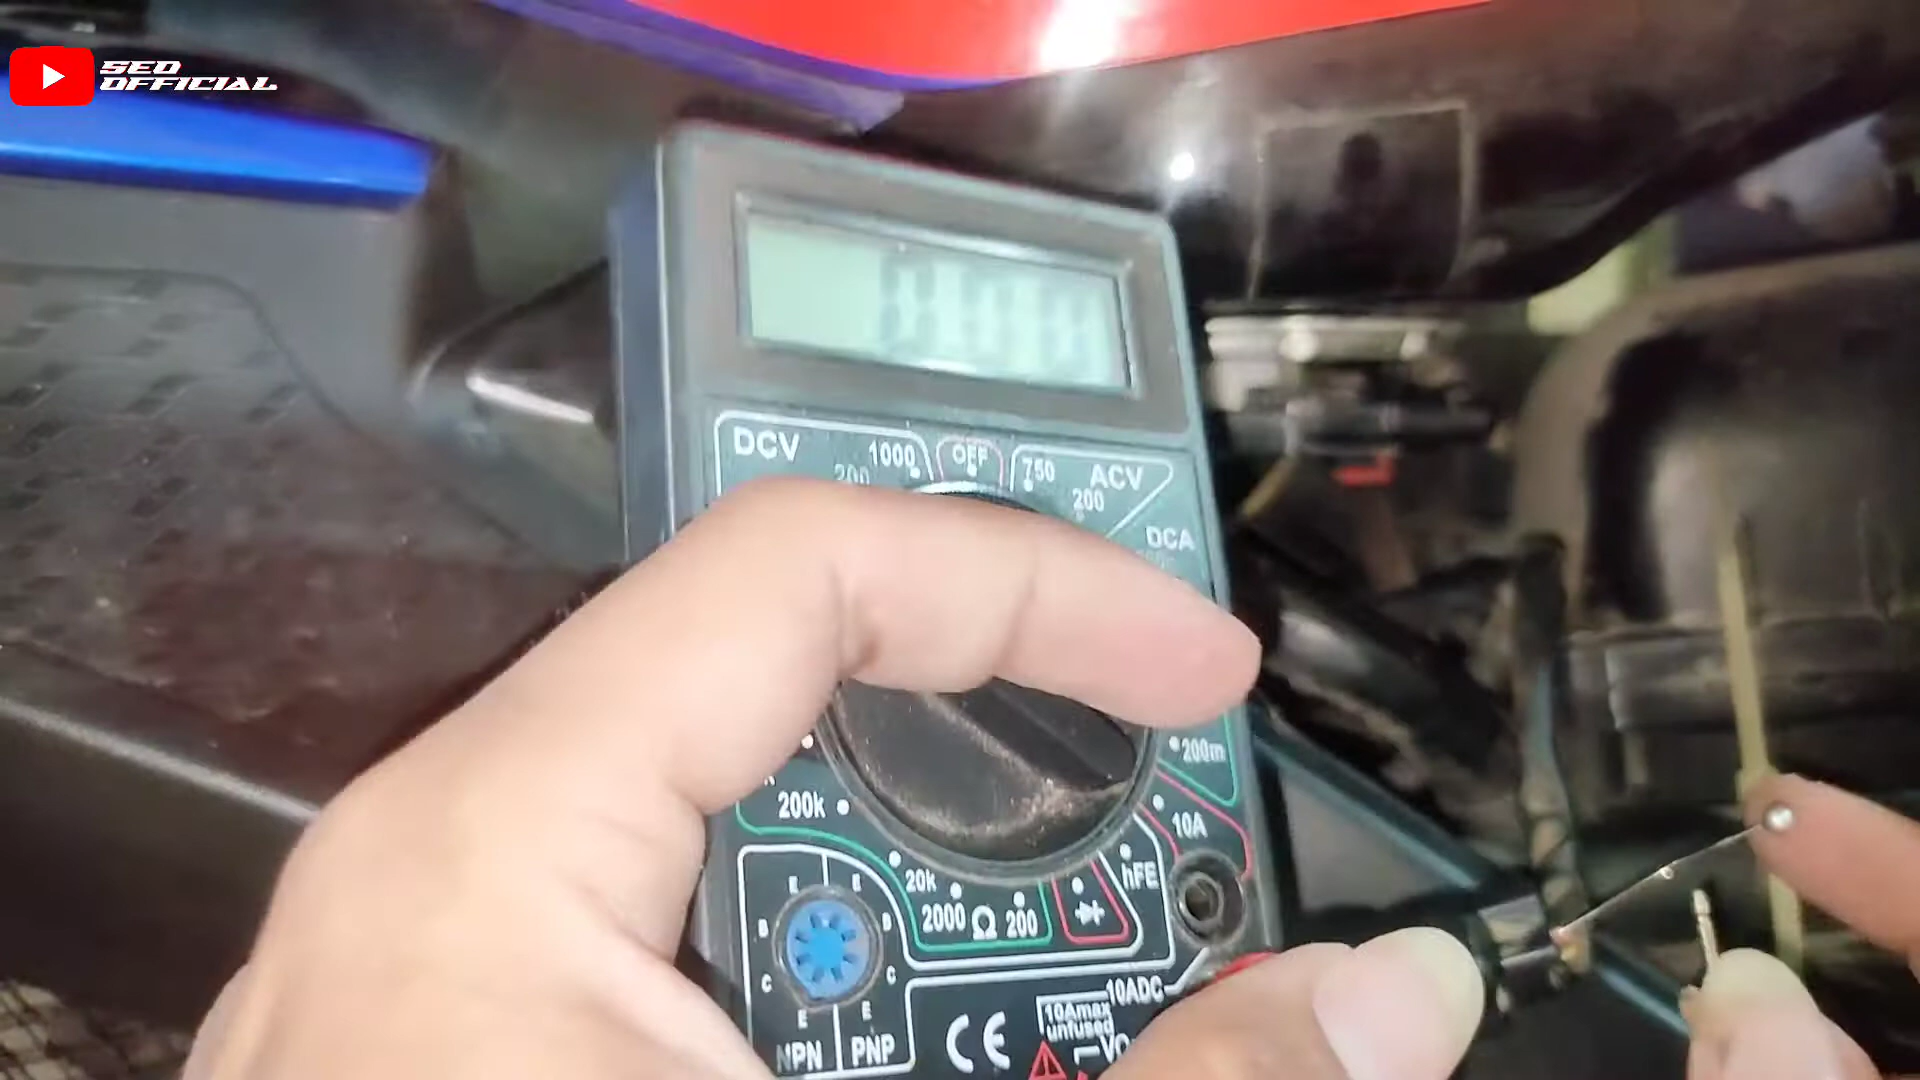 SED
OFFICIAL
DCV
1000
OFF
750
ACV
200
200
DCA
200m
200k
10A
hFE
20k
2000
Ω
200
E
E
B
B
C
C
E
E
NPN
PNP
CE
10ADC
10Amax
unfused